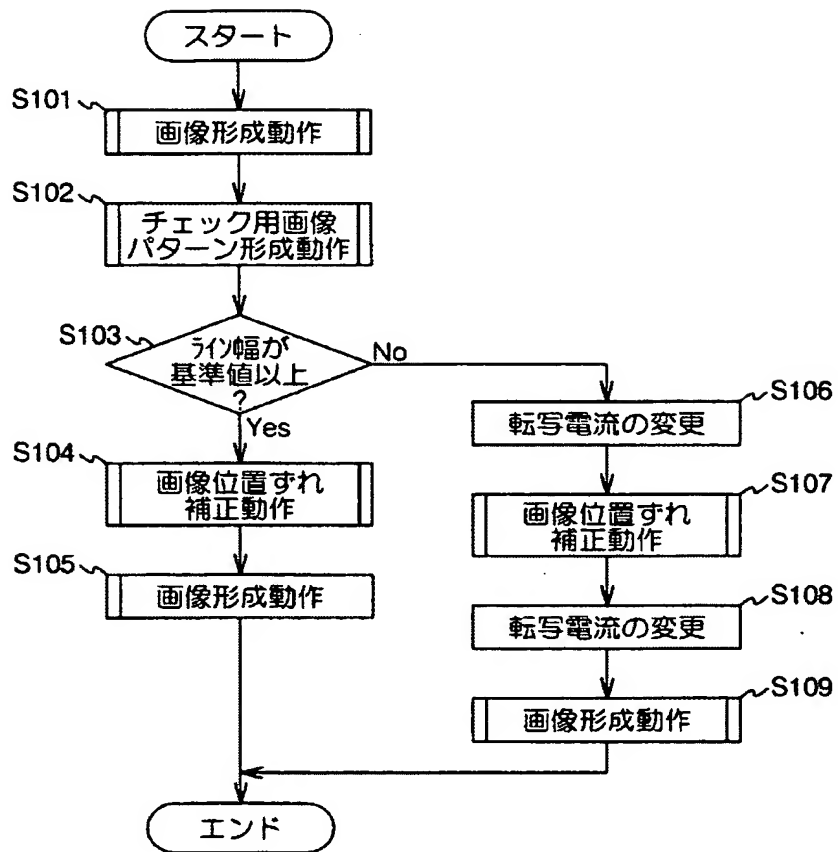 スタート
S101
画像形成動作
S102
チェック用画像
パターン形成動作
S103
ライン幅が
基準値以上
?
No
Yes
S104
画像位置ずれ
補正動作
S105
画像形成動作
S106
転写電流の変更
S107
画像位置ずれ
補正動作
S108
転写電流の変更
S109
画像形成動作
エンド